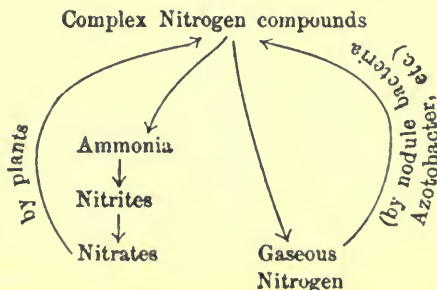 Complex Nitrogen compounds
Ammonia
Nitrites
Nitrates
by plants
Gaseous
Nitrogen
(by nodule bacteria
Azotobacter, etc.)